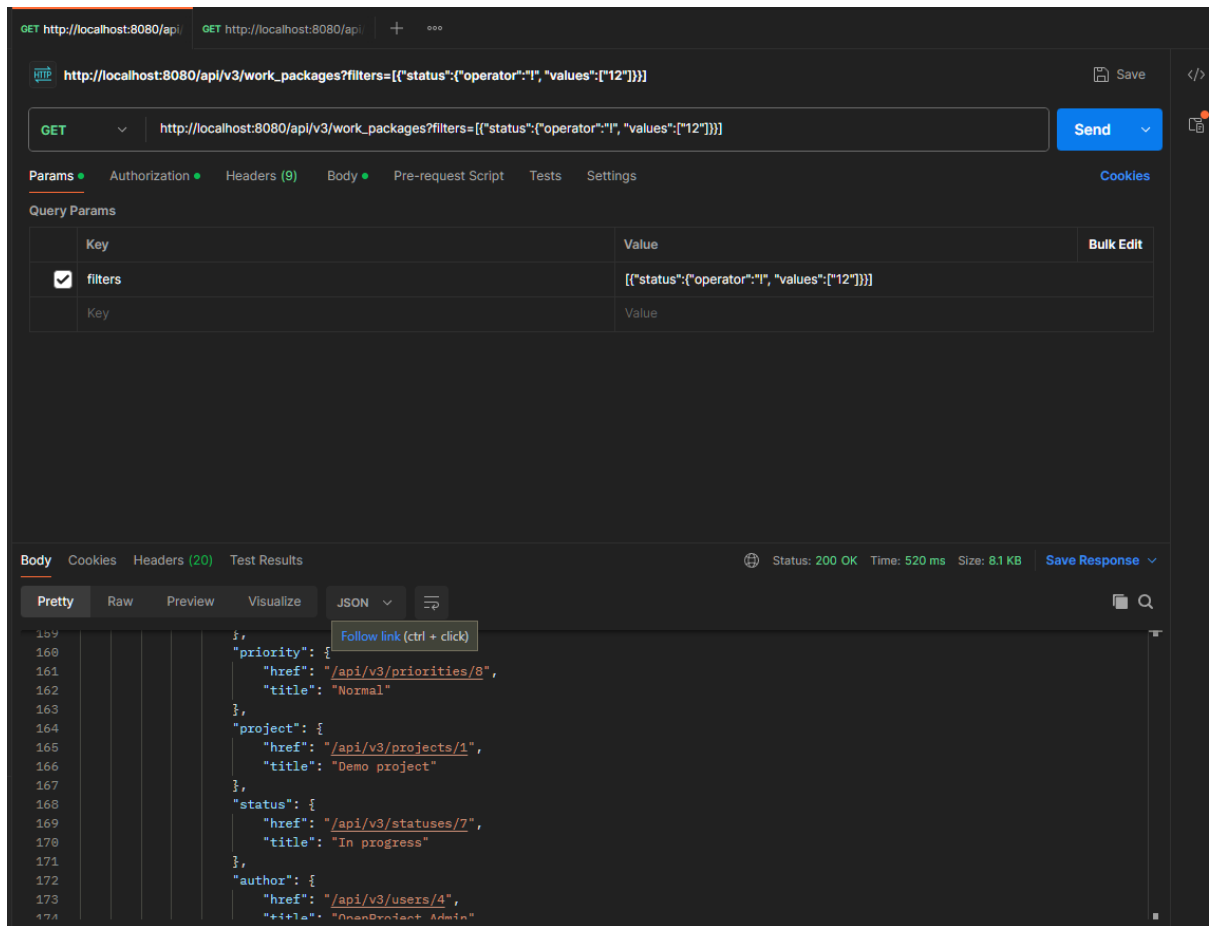 GET http://localhost:8080/api/ GET http://localhost:8080/api/
HTTP http://localhost:8080/api/v3/work_packages?filters=[{"status":{"operator":"!", "values":["12"]}}] Save
GET http://localhost:8080/api/v3/work_packages?filters=[{"status":{"operator":"!", "values":["12"]}}] Send
Params Authorization Headers (9) Body Pre-request Script Tests Settings Cookies
Query Params
Key Value Bulk Edit
filters [{"status":{"operator":"!", "values":["12"]}}]
Key Value
Body Cookies Headers (20) Test Results Status: 200 OK Time: 520 ms Size: 8.1 KB Save Response
Pretty Raw Preview Visualize JSON
Follow link (ctrl + click)
159 },
160 "priority": {
161 "href": "/api/v3/priorities/8",
162 "title": "Normal"
163 },
164 "project": {
165 "href": "/api/v3/projects/1",
166 "title": "Demo project"
167 },
168 "status": {
169 "href": "/api/v3/statuses/7",
170 "title": "In progress"
171 },
172 "author": {
173 "href": "/api/v3/users/4",
174 "title": "OpenProject Admin"